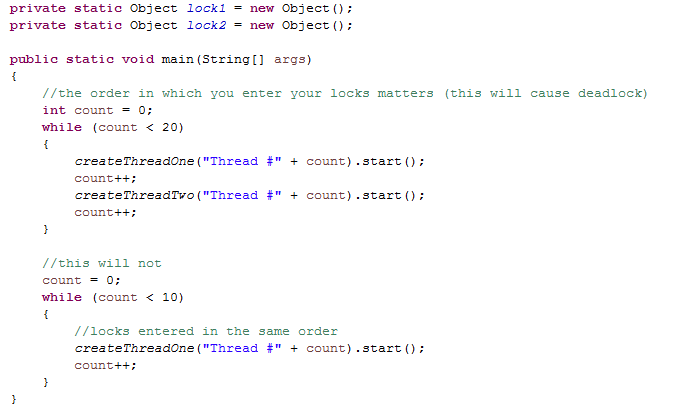 private static Object lock1 = new Object();
private static Object lock2 = new Object();
public static void main(String[] args)
{
//the order in which you enter your locks matters (this will cause deadlock)
int count = 0;
while (count < 20)
{
createThreadOne("Thread #" + count).start();
count++;
createThreadTwo("Thread #" + count).start();
count++;
}
//this will not
count = 0;
while (count < 10)
{
//locks entered in the same order
createThreadOne("Thread #" + count).start();
count++;
}
}